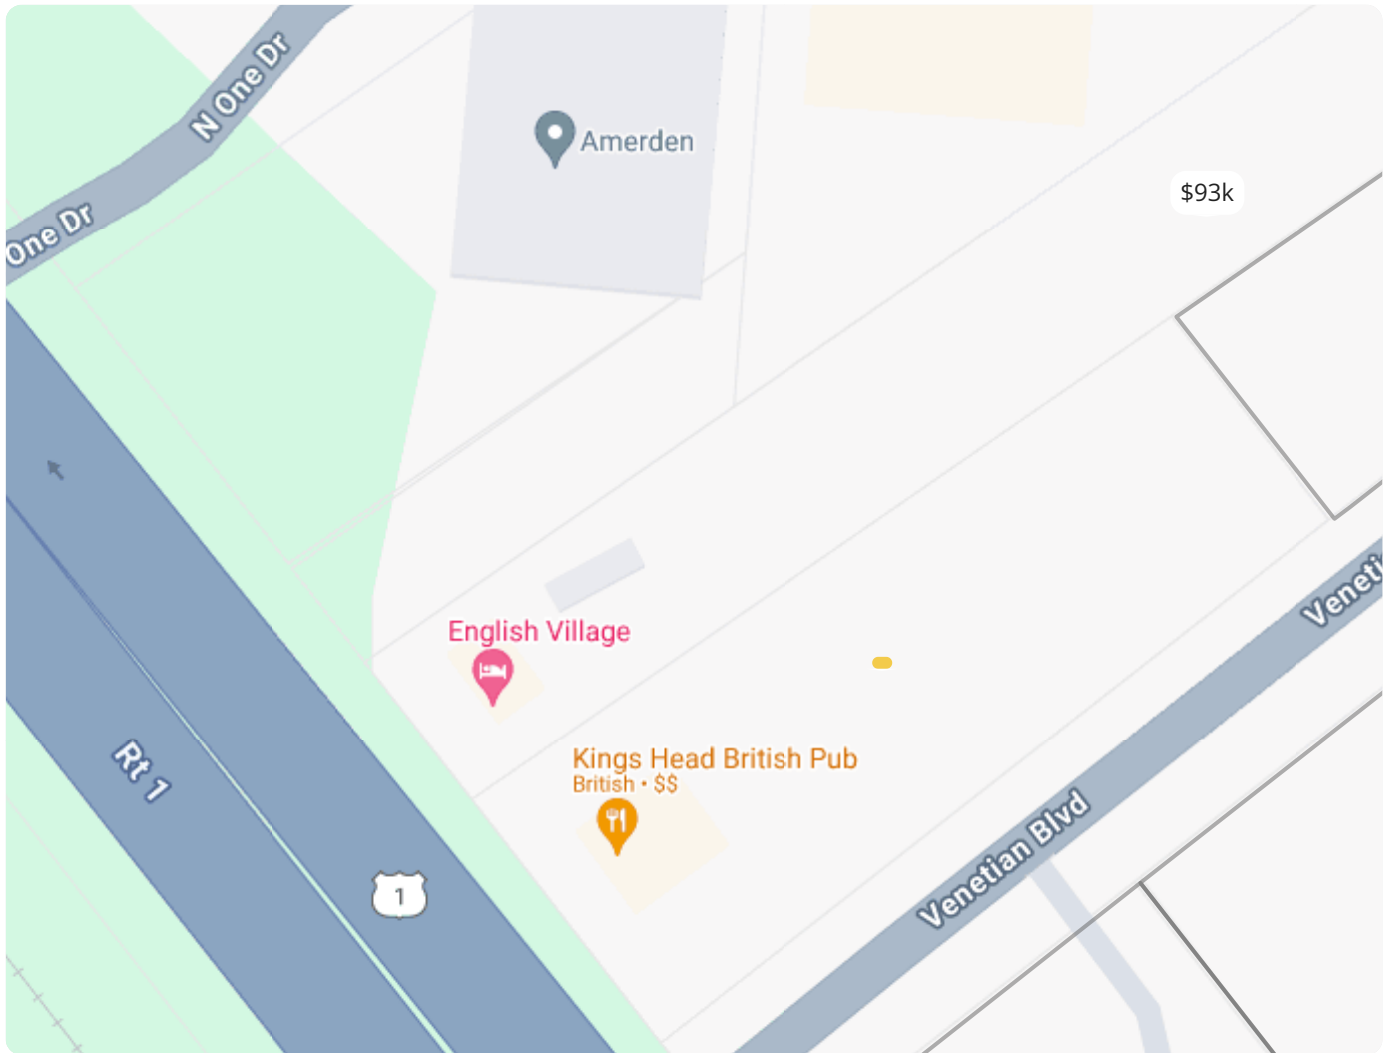 N One Dr
One Dr
Amerden
$93k
English Village
Kings Head British Pub
British • $$
Rt 1
1
Venetian Blvd
Veneti